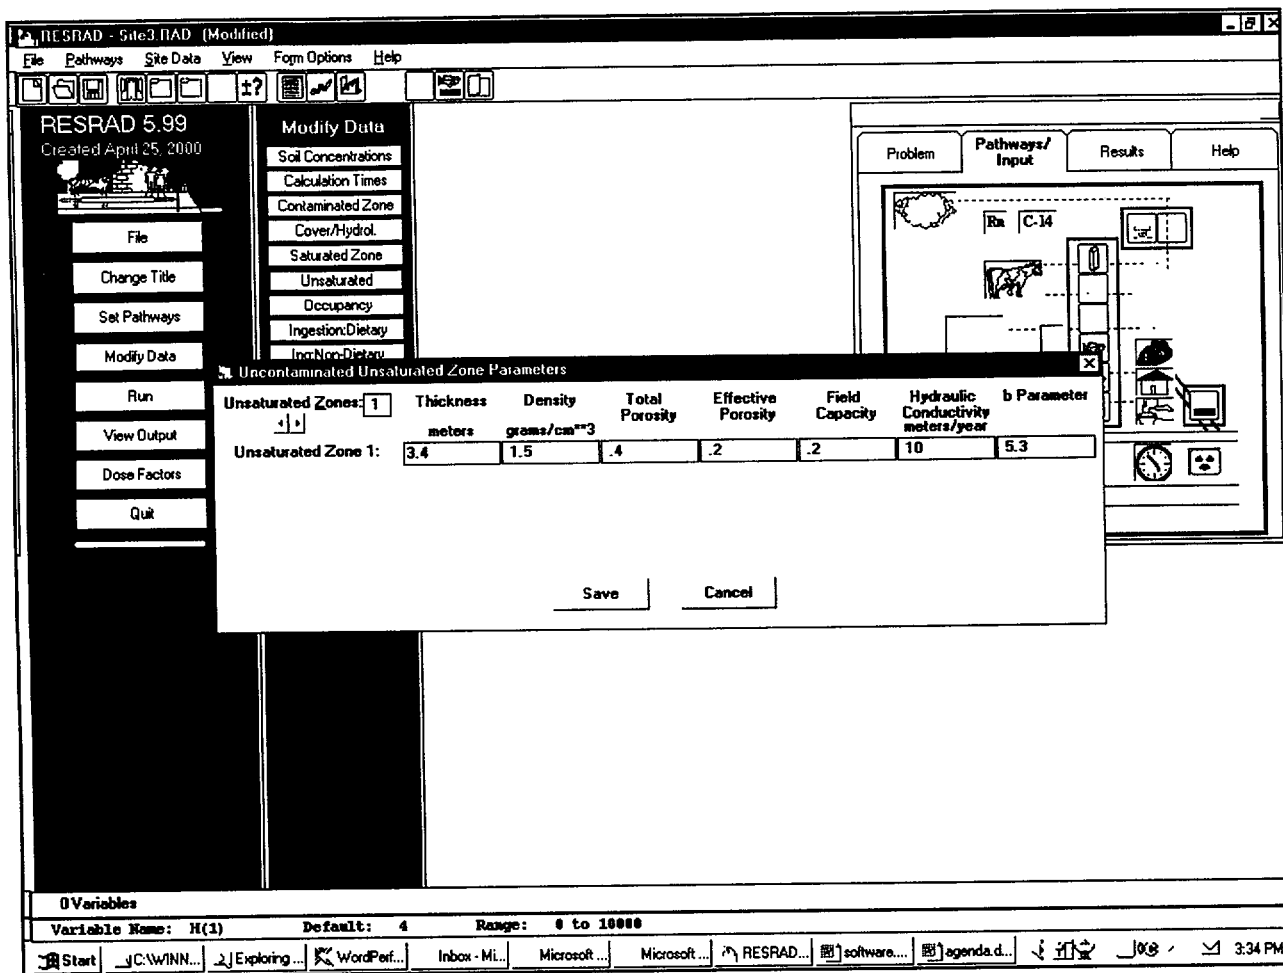 RESRAD - Site3.RAD (Modified)
File Pathways Site Data View Form Options Help
±?
RESRAD 5.99
Created April 25, 2000
File
Change Title
Set Pathways
Modify Data
Run
View Output
Dose Factors
Quit
Modify Data
Soil Concentrations
Calculation Times
Contaminated Zone
Cover/Hydrol.
Saturated Zone
Unsaturated
Occupancy
Ingestion:Dietary
Ing:Non-Dietary
Problem Pathways/Input Results Help
Rn C-14
Uncontaminated Unsaturated Zone Parameters
Unsaturated Zones: 1
Thickness Density Total Porosity Effective Porosity Field Capacity Hydraulic Conductivity b Parameter
meters grams/cm**3 meters/year
Unsaturated Zone 1: 3.4 1.5 .4 .2 .2 10 5.3
Save Cancel
0 Variables
Variable Name: H(1) Default: 4 Range: 0 to 10000
Start C:\WINN... Exploring ... WordPerf... Inbox - Mi... Microsoft ... Microsoft ... RESRAD... software.... agenda.d... 3:34 PM